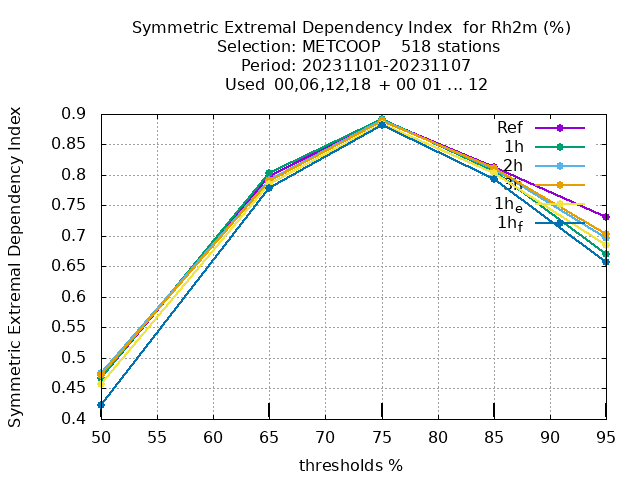 Symmetric Extremal Dependency Index  for Rh2m (%)
Selection: METCOOP    518 stations
Period: 20231101-20231107
Used  00,06,12,18 + 00 01 ... 12
Symmetric Extremal Dependency Index
0.9
0.85
0.8
0.75
0.7
0.65
0.6
0.55
0.5
0.45
0.4
Ref
1h
2h
3h
1h_e
1h_f
50 55 60 65 70 75 80 85 90 95
thresholds %